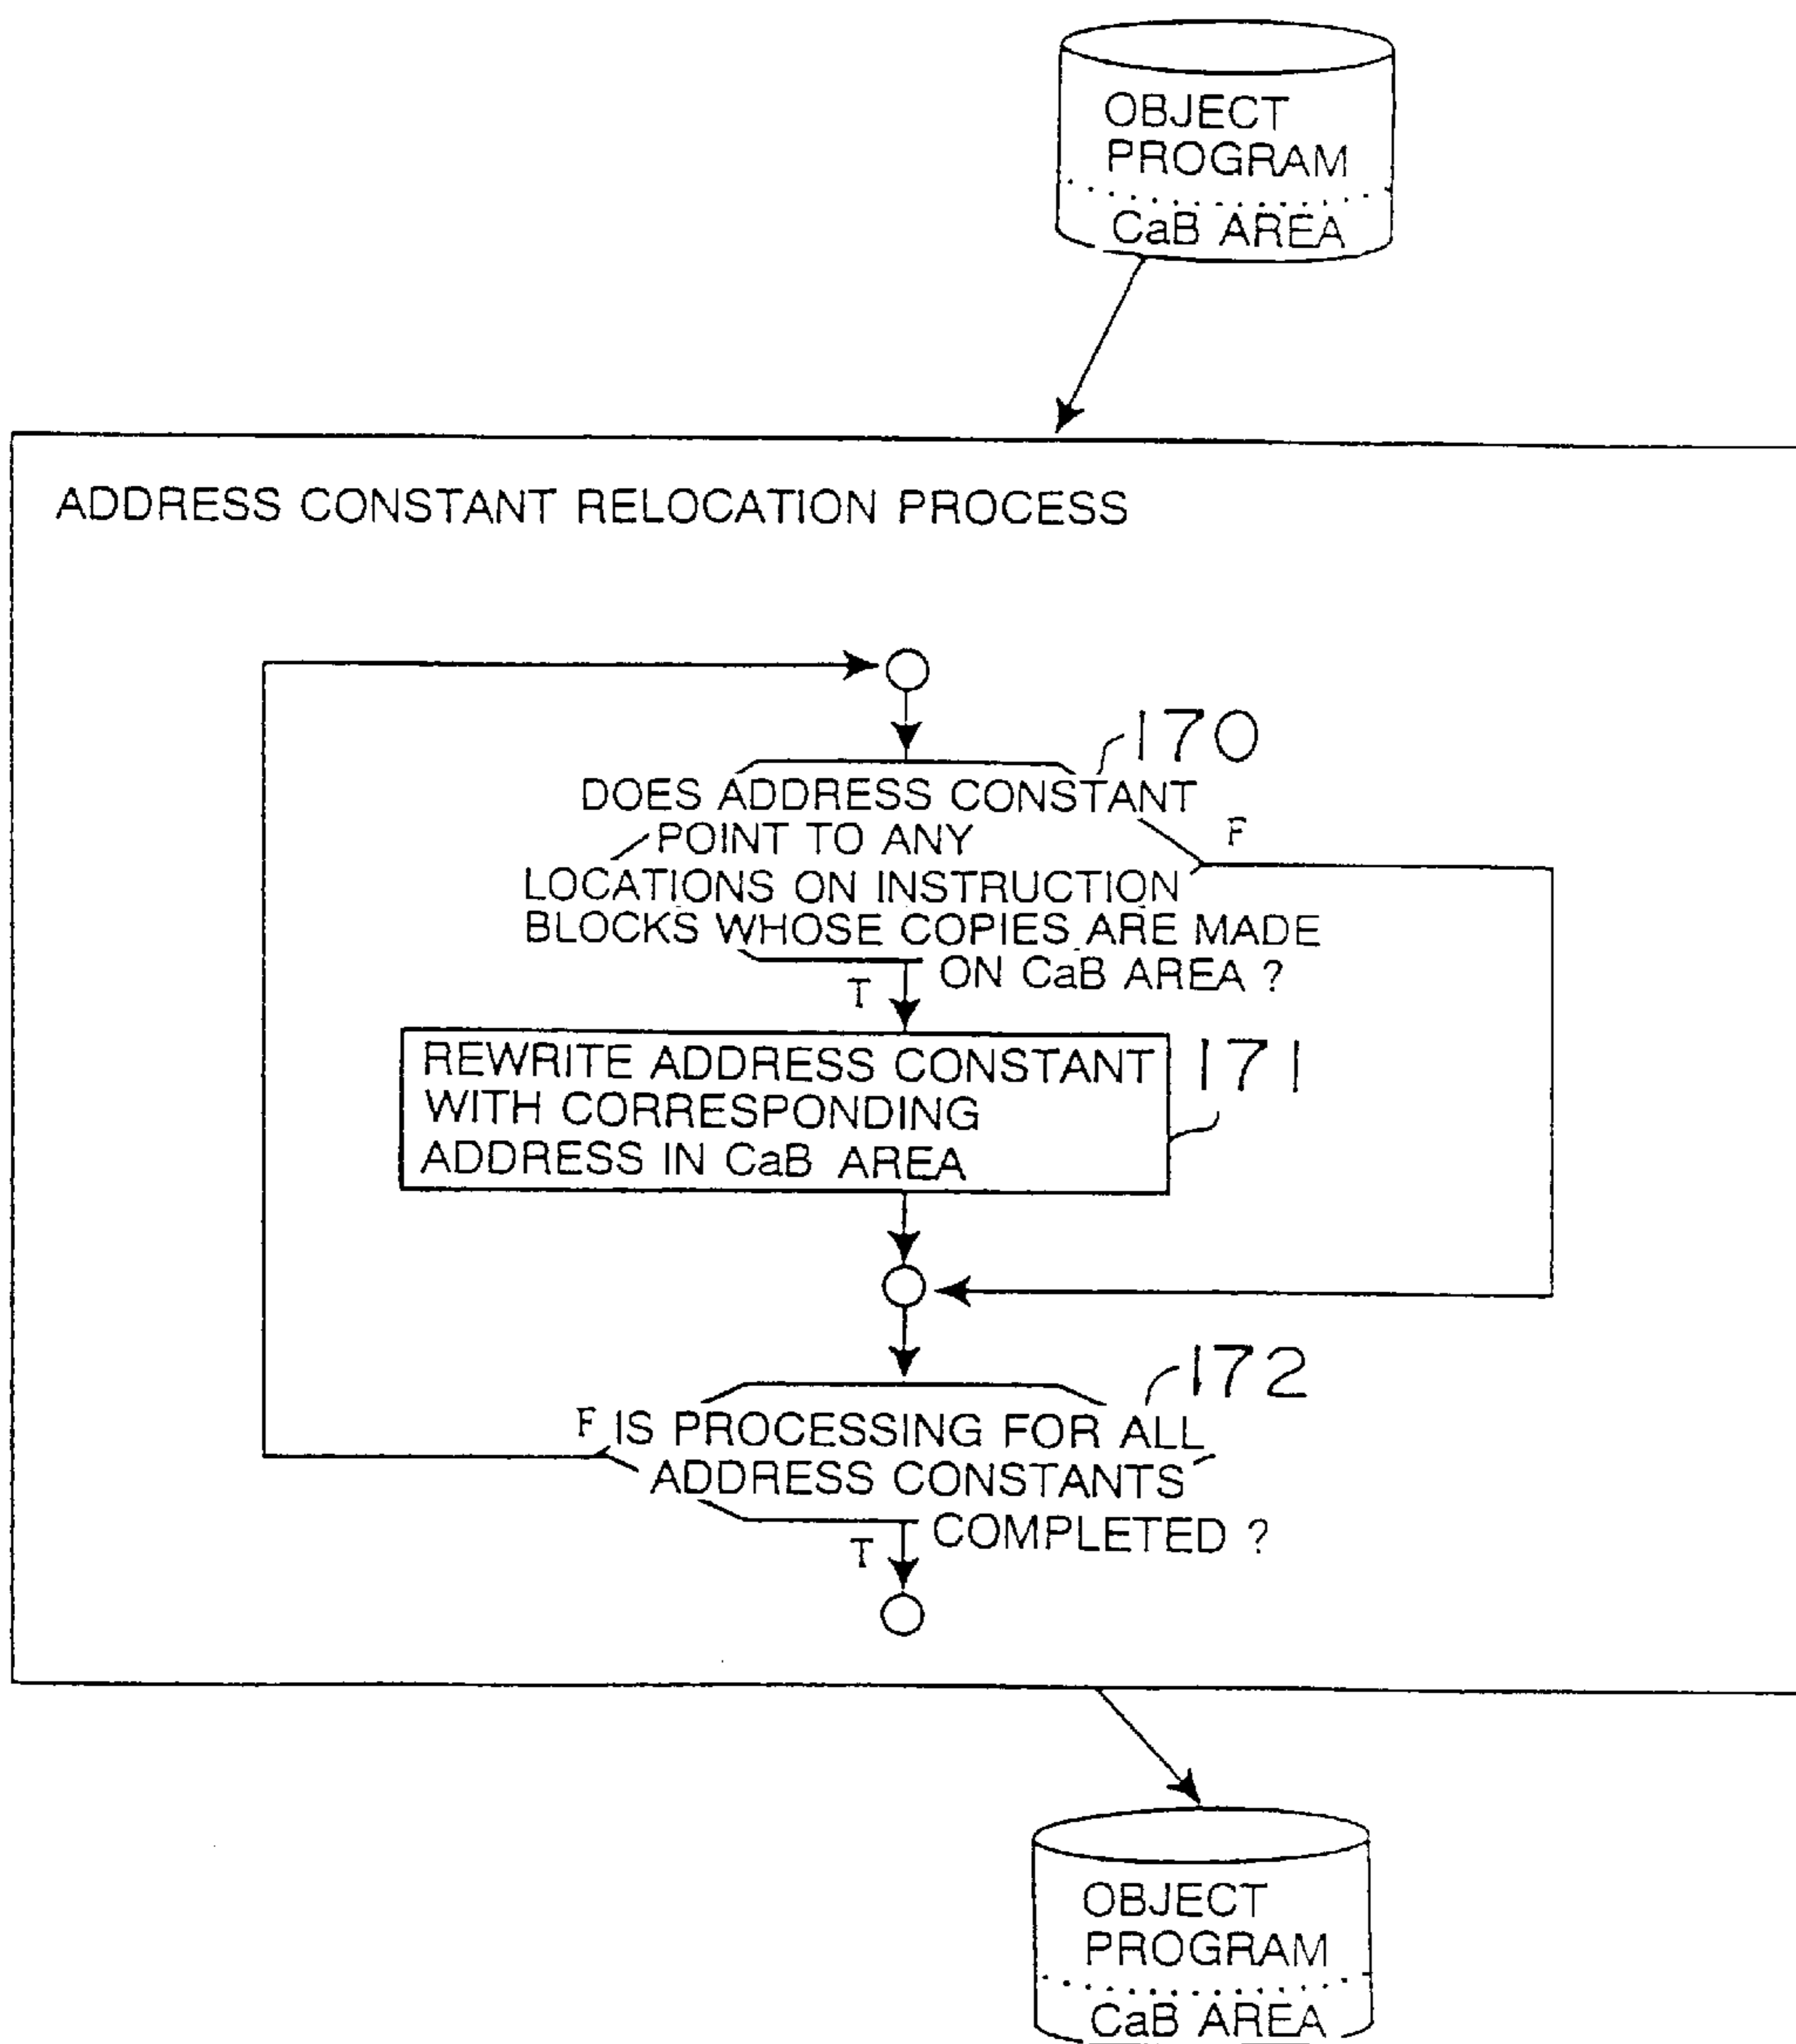 OBJECT
PROGRAM
CaB AREA
ADDRESS CONSTANT RELOCATION PROCESS
170
DOES ADDRESS CONSTANT
POINT TO ANY
F
LOCATIONS ON INSTRUCTION
BLOCKS WHOSE COPIES ARE MADE
ON CaB AREA ?
T
REWRITE ADDRESS CONSTANT
WITH CORRESPONDING
ADDRESS IN CaB AREA
171
172
F
IS PROCESSING FOR ALL
ADDRESS CONSTANTS
COMPLETED ?
T
OBJECT
PROGRAM
CaB AREA